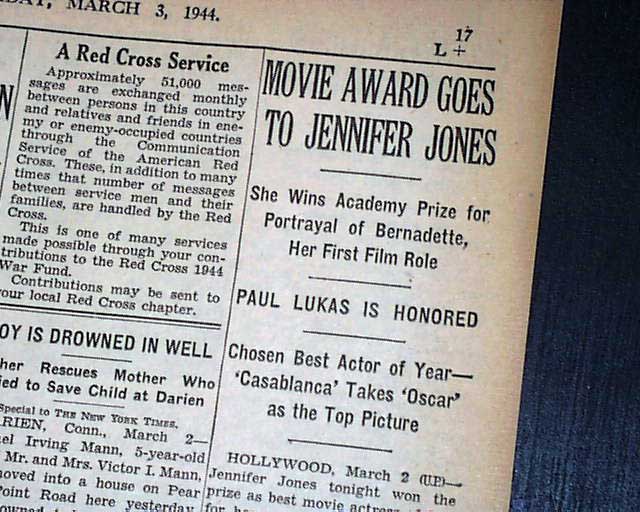 MARCH 3, 1944.
17
L +
N
A Red Cross Service
Approximately 51,000 mes-
sages are exchanged monthly
between persons in this country
and relatives and friends in ene-
my or enemy-occupied countries
through the Communication
Service of the American Red
Cross. These, in addition to many
times that number of messages
between service men and their
families, are handled by the Red
Cross.
This is one of many services
made possible through your con-
tributions to the Red Cross 1944
War Fund.
Contributions may be sent to
your local Red Cross chapter.
OY IS DROWNED IN WELL
her Rescues Mother Who
ied to Save Child at Darien
Special to THE NEW YORK TIMES.
RIEN, Conn., March 2—
el Irving Mann, 5-year-old
Mr. and Mrs. Victor I. Mann,
moved into a house on Pear
Point Road here yesterday
MOVIE AWARD GOES
TO JENNIFER JONES
She Wins Academy Prize for
Portrayal of Bernadette,
Her First Film Role
PAUL LUKAS IS HONORED
Chosen Best Actor of Year—
'Casablanca' Takes 'Oscar'
as the Top Picture
HOLLYWOOD, March 2 (UP)—
Jennifer Jones tonight won the
prize as best movie actress